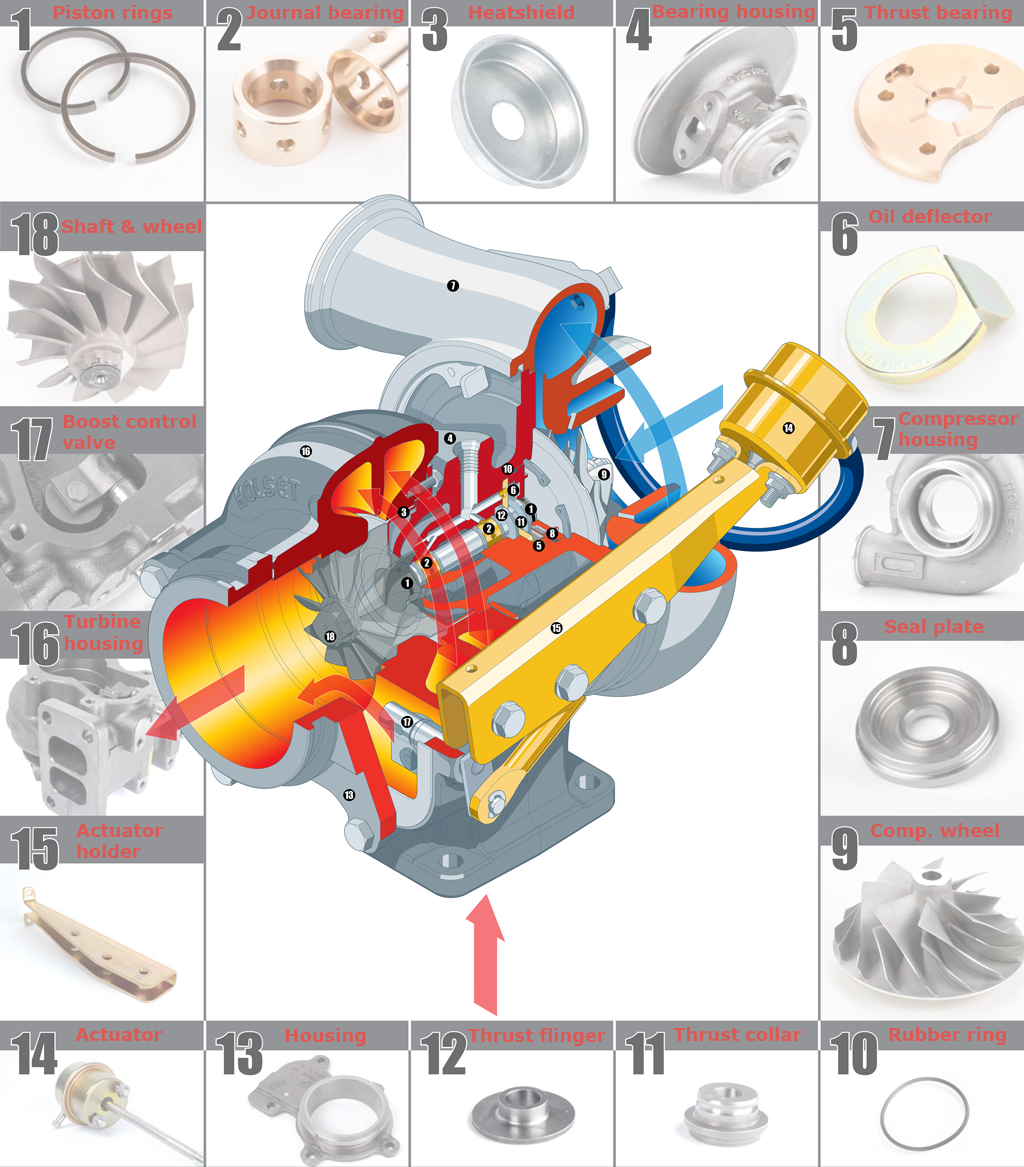 1 Piston rings
2 Journal bearing
3 Heatshield
4 Bearing housing
5 Thrust bearing
18 Shaft & wheel
6 Oil deflector
7
17 Boost control
valve
7 Compressor
housing
14
4
16
10
9
HOLSET
6
3
12
1
11
2
8
5
2
1
16 Turbine
housing
8 Seal plate
15
18
17
13
15 Actuator
holder
9 Comp. wheel
14 Actuator
13 Housing
12 Thrust flinger
11 Thrust collar
10 Rubber ring